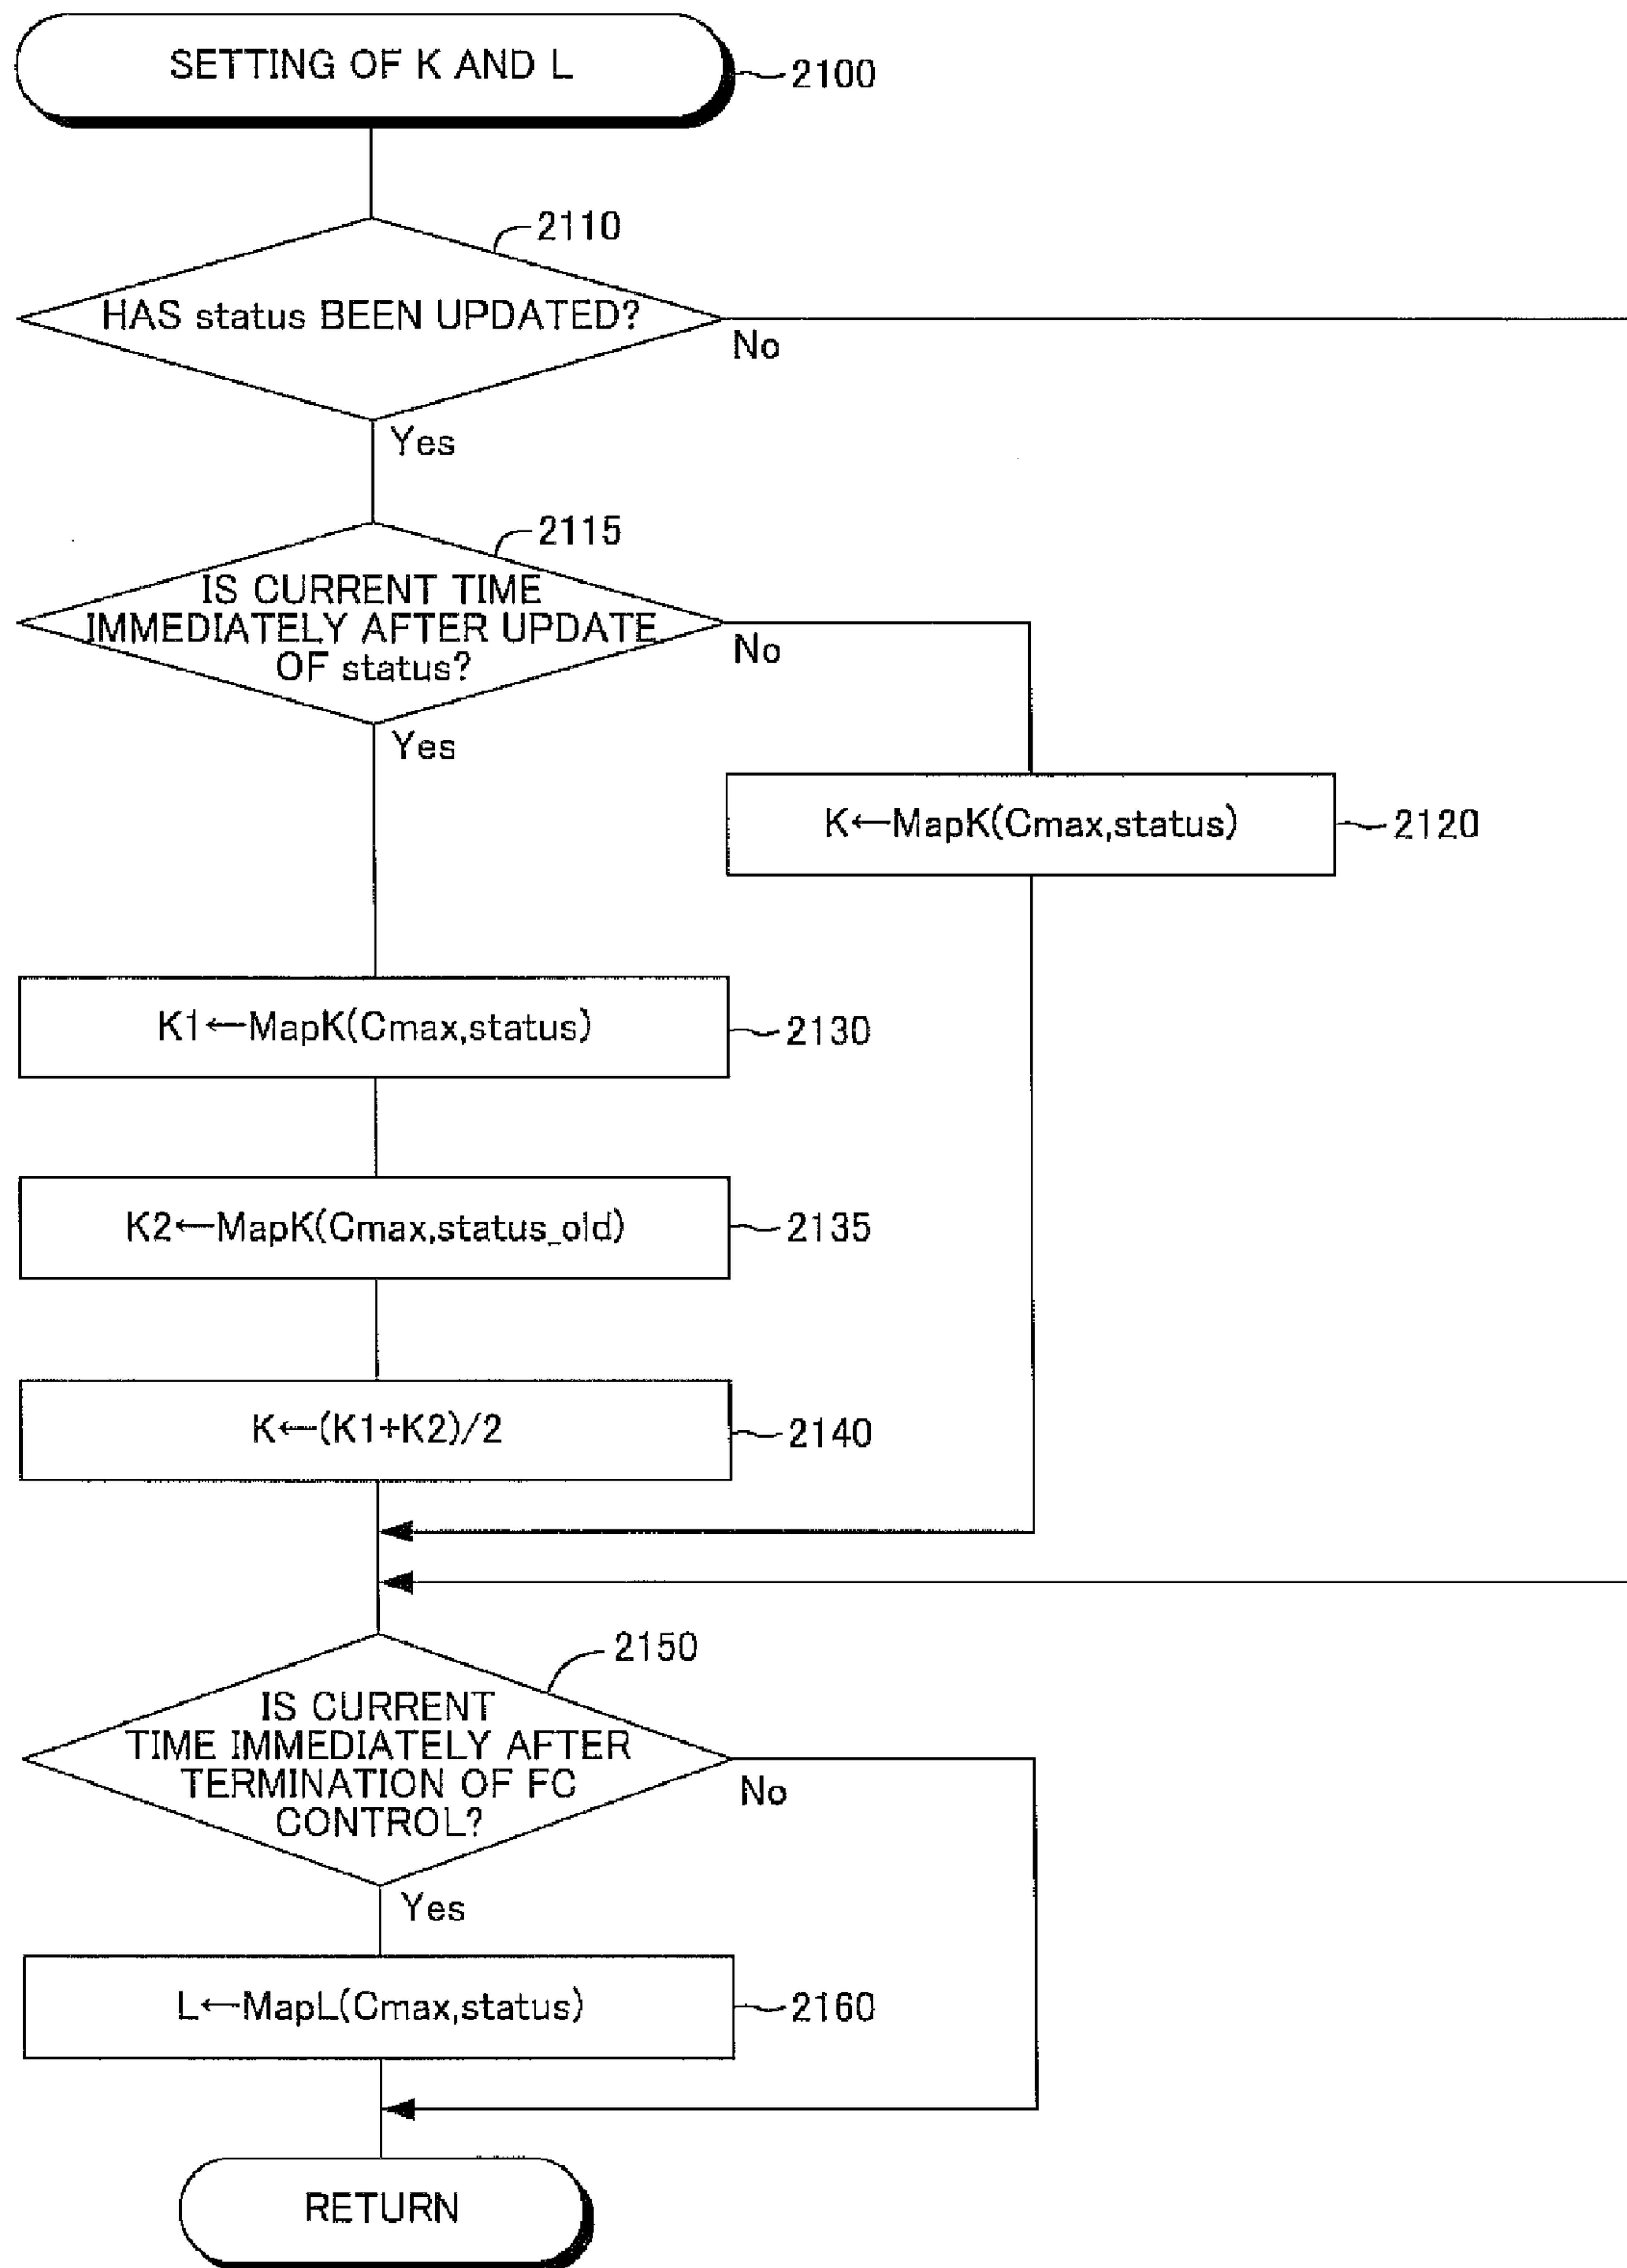 SETTING OF K AND L
2100
2110
HAS status BEEN UPDATED?
No
Yes
2115
IS CURRENT TIME
IMMEDIATELY AFTER UPDATE
OF status?
No
Yes
K←MapK(Cmax,status)
2120
K1←MapK(Cmax,status)
2130
K2←MapK(Cmax,status_old)
2135
K←(K1+K2)/2
2140
2150
IS CURRENT
TIME IMMEDIATELY AFTER
TERMINATION OF FC
CONTROL?
No
Yes
L←MapL(Cmax,status)
2160
RETURN